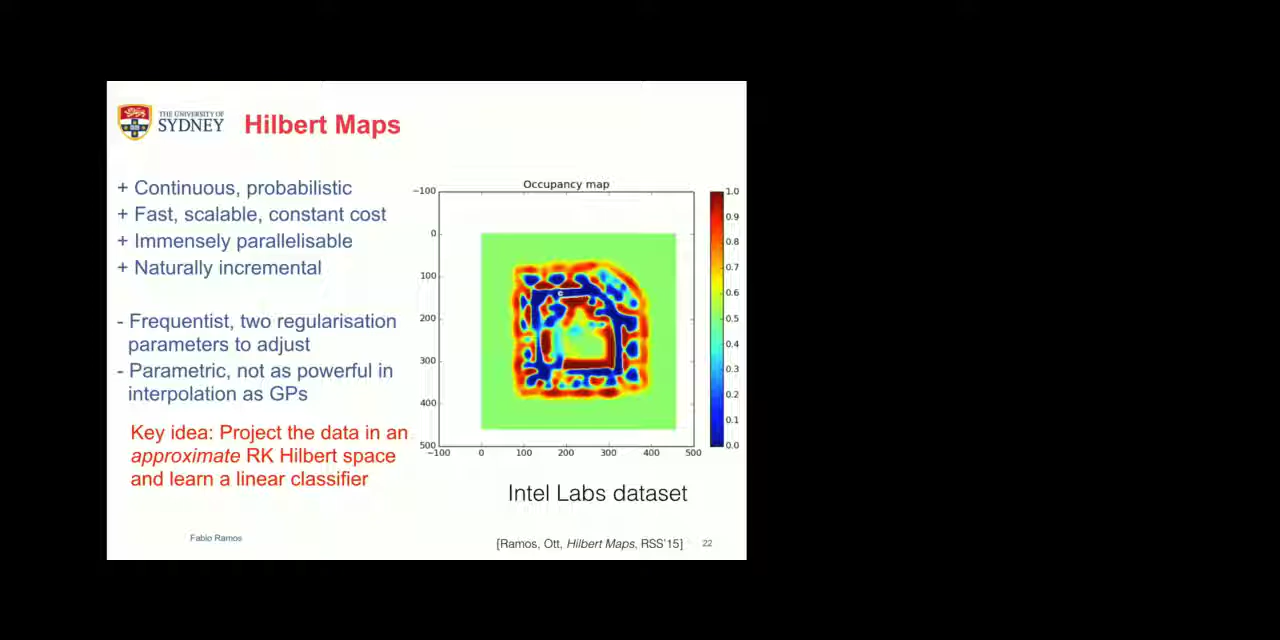 THE UNIVERSITY OF
SYDNEY
Hilbert Maps
+ Continuous, probabilistic
+ Fast, scalable, constant cost
+ Immensely parallelisable
+ Naturally incremental
- Frequentist, two regularisation
parameters to adjust
- Parametric, not as powerful in
interpolation as GPs
Key idea: Project the data in an
approximate RK Hilbert space
and learn a linear classifier
Occupancy map
−100
0
100
200
300
400
500
−100 0 100 200 300 400 500
1.0
0.9
0.8
0.7
0.6
0.5
0.4
0.3
0.2
0.1
0.0
Intel Labs dataset
Fabio Ramos
[Ramos, Ott, Hilbert Maps, RSS'15]
22